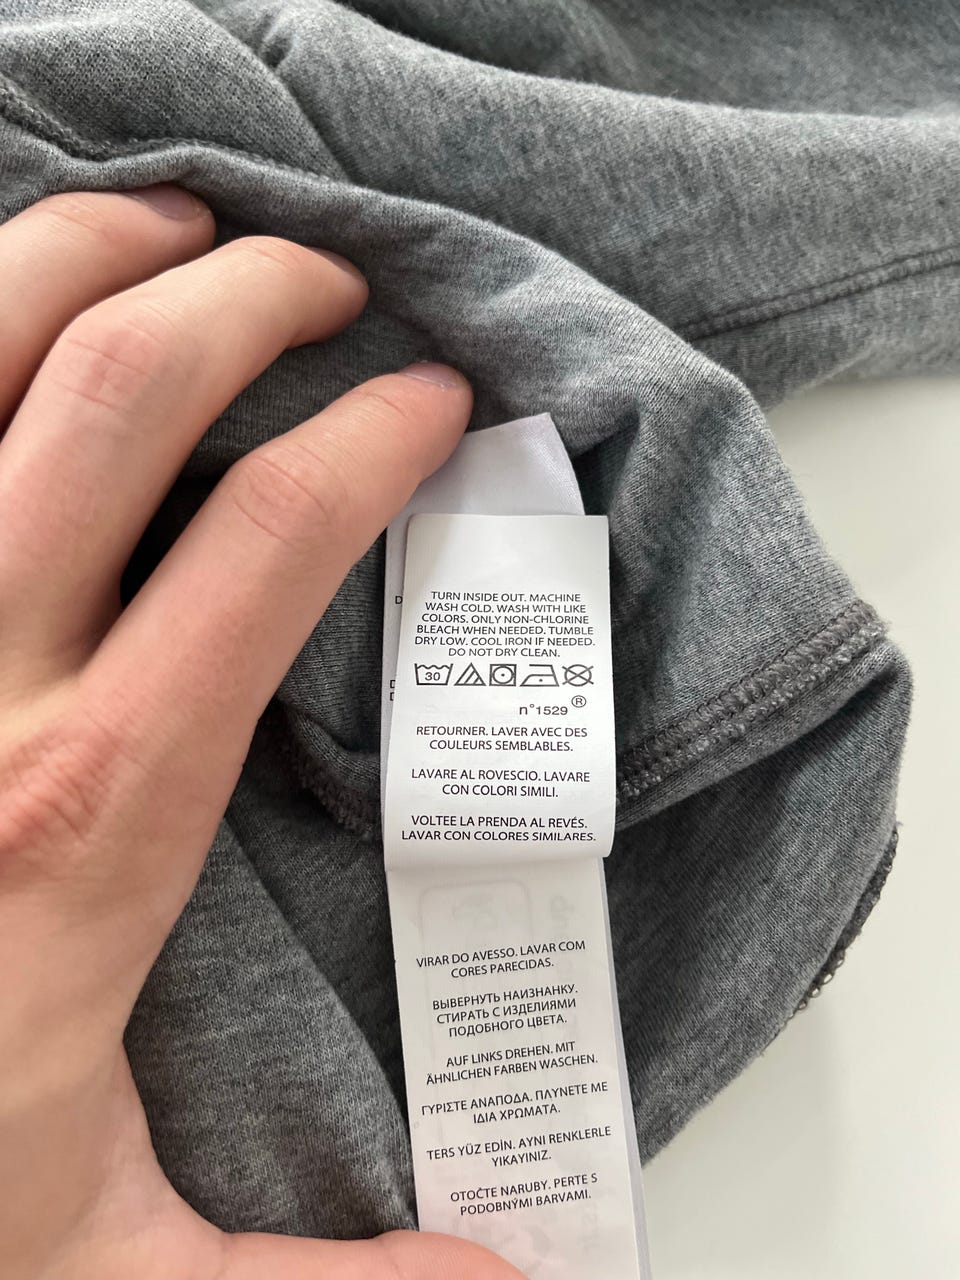 TURN INSIDE OUT. MACHINE
WASH COLD. WASH WITH LIKE
COLORS. ONLY NON-CHLORINE
BLEACH WHEN NEEDED. TUMBLE
DRY LOW. COOL IRON IF NEEDED.
DO NOT DRY CLEAN.
30
n°1529 ®
RETOURNER. LAVER AVEC DES
COULEURS SEMBLABLES.
LAVARE AL ROVESCIO. LAVARE
CON COLORI SIMILI.
VOLTEE LA PRENDA AL REVÉS.
LAVAR CON COLORES SIMILARES.
VIRAR DO AVESSO. LAVAR COM
CORES PARECIDAS.
ВЫВЕРНУТЬ НАИЗНАНКУ.
СТИРАТЬ С ИЗДЕЛИЯМИ
ПОДОБНОГО ЦВЕТА.
AUF LINKS DREHEN. MIT
ÄHNLICHEN FARBEN WASCHEN.
ΓΥΡΙΣΤΕ ΑΝΑΠΟΔΑ. ΠΛΥΝΕΤΕ ΜΕ
ΙΔΙΑ ΧΡΩΜΑΤΑ.
TERS YÜZ EDİN. AYNI RENKLERLE
YIKAYINIZ.
OTOČTE NARUBY. PERTE S
PODOBNÝMI BARVAMI.